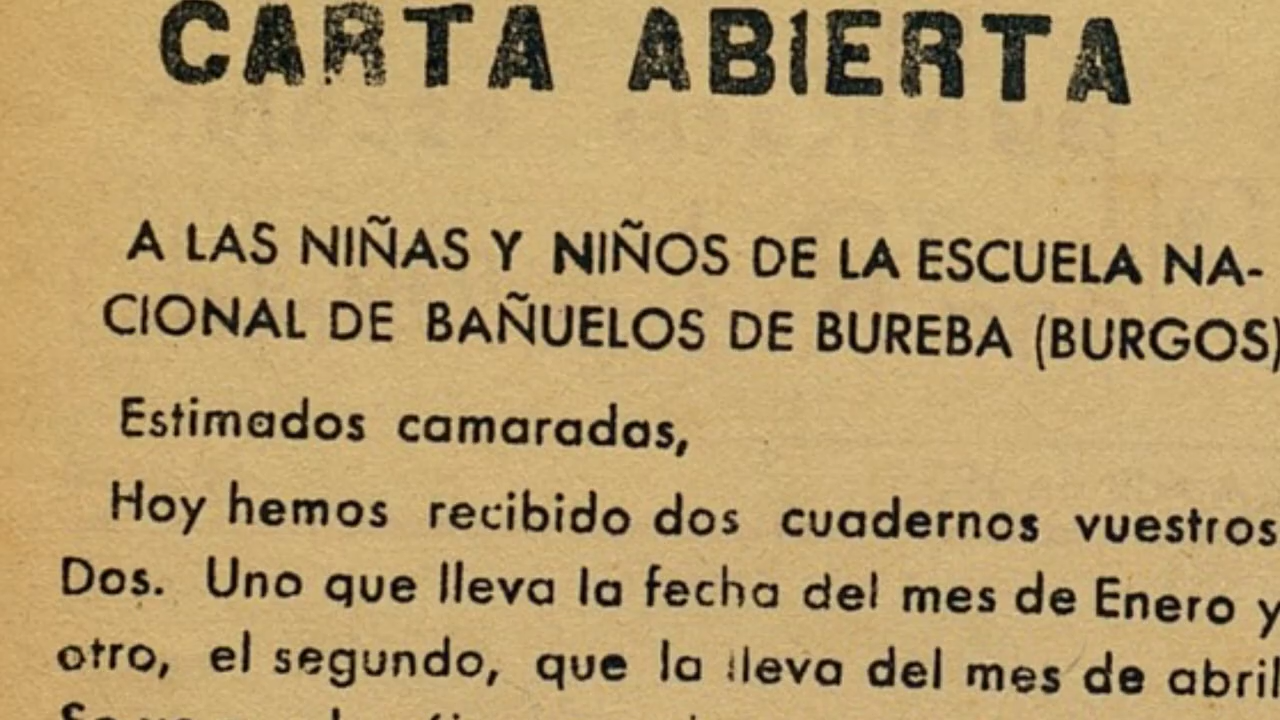 CARTA ABIERTA
A LAS NIÑAS Y NIÑOS DE LA ESCUELA NA-
CIONAL DE BAÑUELOS DE BUREBA (BURGOS)
Estimados camaradas,
Hoy hemos recibido dos cuadernos vuestros
Dos. Uno que lleva la fecha del mes de Enero y
otro, el segundo, que la lleva del mes de abril